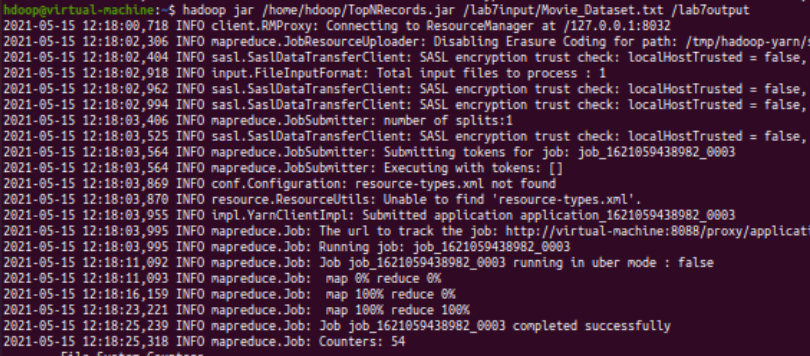 hdoop@virtual-machine:~$ hadoop jar /home/hdoop/TopNRecords.jar /lab7input/Movie_Dataset.txt /lab7output
2021-05-15 12:18:00,718 INFO client.RMProxy: Connecting to ResourceManager at /127.0.0.1:8032
2021-05-15 12:18:02,306 INFO mapreduce.JobResourceUploader: Disabling Erasure Coding for path: /tmp/hadoop-yarn/s
2021-05-15 12:18:02,404 INFO sasl.SaslDataTransferClient: SASL encryption trust check: localHostTrusted = false,
2021-05-15 12:18:02,918 INFO input.FileInputFormat: Total input files to process : 1
2021-05-15 12:18:02,962 INFO sasl.SaslDataTransferClient: SASL encryption trust check: localHostTrusted = false,
2021-05-15 12:18:02,994 INFO sasl.SaslDataTransferClient: SASL encryption trust check: localHostTrusted = false,
2021-05-15 12:18:03,406 INFO mapreduce.JobSubmitter: number of splits:1
2021-05-15 12:18:03,525 INFO sasl.SaslDataTransferClient: SASL encryption trust check: localHostTrusted = false,
2021-05-15 12:18:03,564 INFO mapreduce.JobSubmitter: Submitting tokens for job: job_1621059438982_0003
2021-05-15 12:18:03,564 INFO mapreduce.JobSubmitter: Executing with tokens: []
2021-05-15 12:18:03,869 INFO conf.Configuration: resource-types.xml not found
2021-05-15 12:18:03,870 INFO resource.ResourceUtils: Unable to find 'resource-types.xml'.
2021-05-15 12:18:03,955 INFO impl.YarnClientImpl: Submitted application application_1621059438982_0003
2021-05-15 12:18:03,995 INFO mapreduce.Job: The url to track the job: http://virtual-machine:8088/proxy/applicati
2021-05-15 12:18:03,995 INFO mapreduce.Job: Running job: job_1621059438982_0003
2021-05-15 12:18:11,092 INFO mapreduce.Job: Job job_1621059438982_0003 running in uber mode : false
2021-05-15 12:18:11,093 INFO mapreduce.Job:  map 0% reduce 0%
2021-05-15 12:18:16,159 INFO mapreduce.Job:  map 100% reduce 0%
2021-05-15 12:18:23,221 INFO mapreduce.Job:  map 100% reduce 100%
2021-05-15 12:18:25,239 INFO mapreduce.Job: Job job_1621059438982_0003 completed successfully
2021-05-15 12:18:25,318 INFO mapreduce.Job: Counters: 54
File System Counters